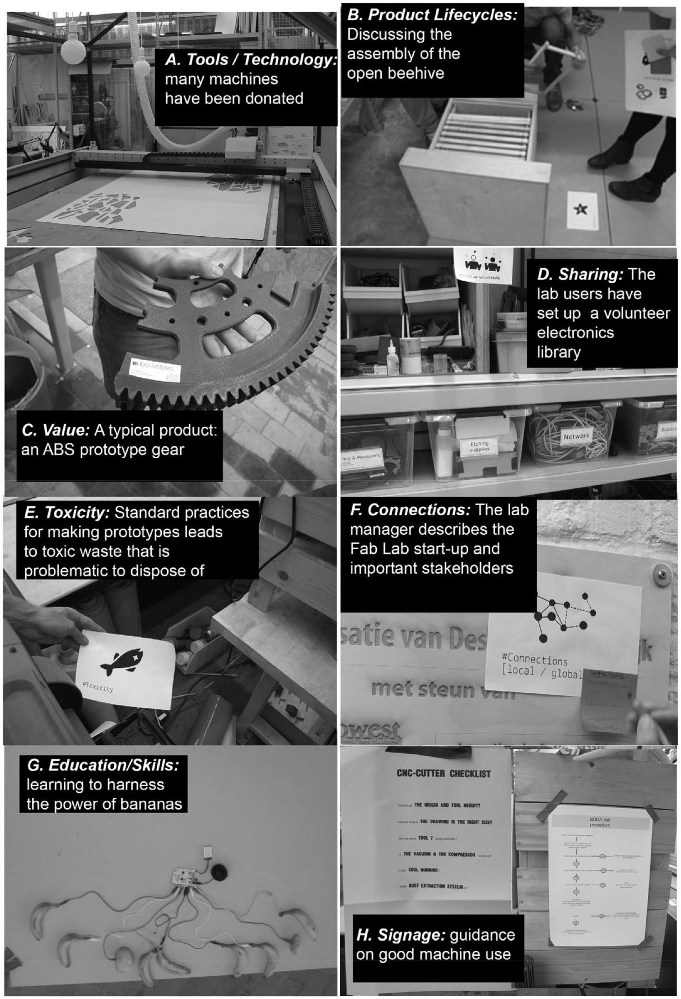 A. Tools / Technology:
many machines
have been donated
B. Product Lifecycles:
Discussing the
assembly of the
open beehive
C. Value: A typical product:
an ABS prototype gear
REIDO-SYSTEMS
D. Sharing: The
lab users have
set up a volunteer
electronics
library
Test & Measuring
Etching
supplies
Network
E. Toxicity: Standard practices
for making prototypes leads
to toxic waste that is
problematic to dispose of
#Toxicity
F. Connections: The lab
manager describes the
Fab Lab start-up and
important stakeholders
satie van Des
k
#Connections
[local / global
CONNECTIONS
met steun van
owest
G. Education/Skills:
learning to harness
the power of bananas
CNC-CUTTER CHECKLIST
Did you set THE ORIGIN AND TOOL HEIGHT?
Did you check if THE DRAWING IS THE RIGHT SIZE?
Did you select TOOL 7 on the controller?
THE VACUUM & THE COMPRESSOR turned on?
Is the TOOL RUNNING?
Is the DUST EXTRACTION SYSTEM
BUDA::lab
procedure
H. Signage: guidance
on good machine use